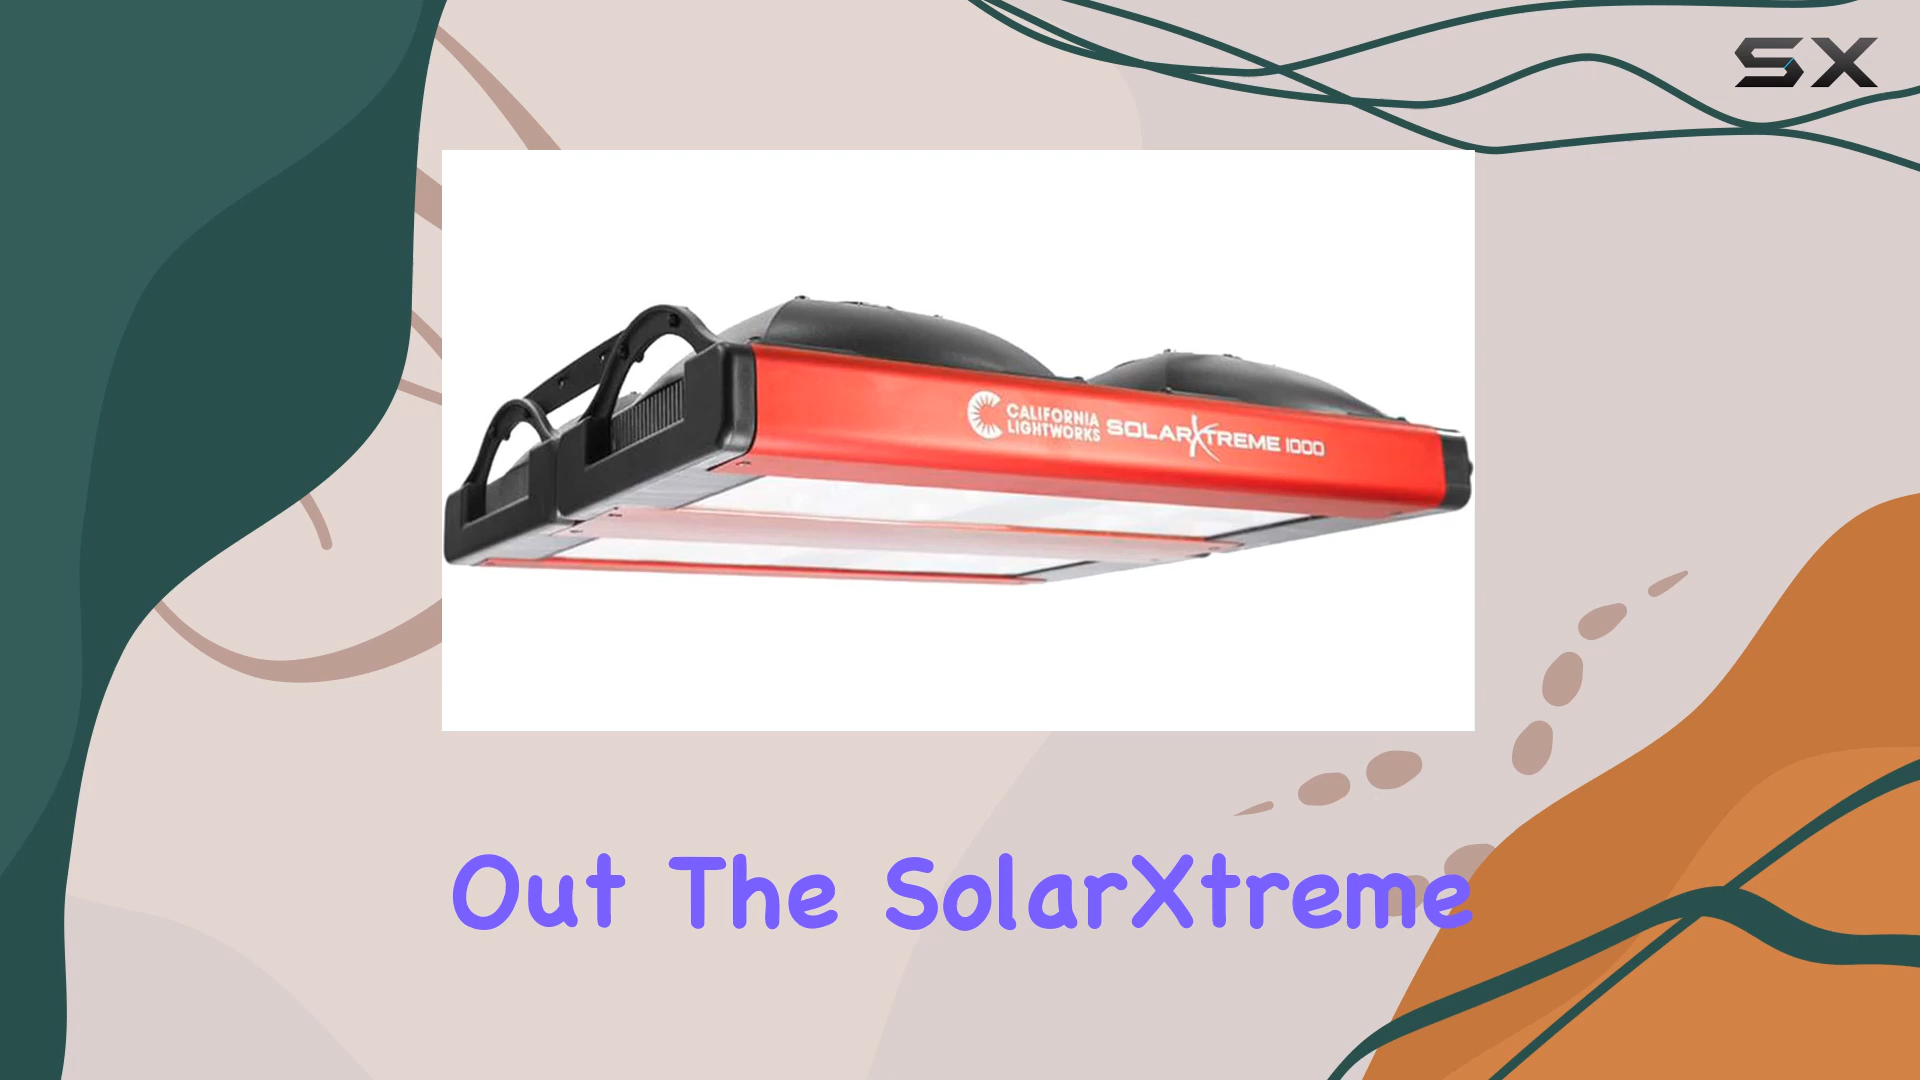 SX
CALIFORNIA
LIGHTWORKS
SOLARXTREME 1000
Out The SolarXtreme